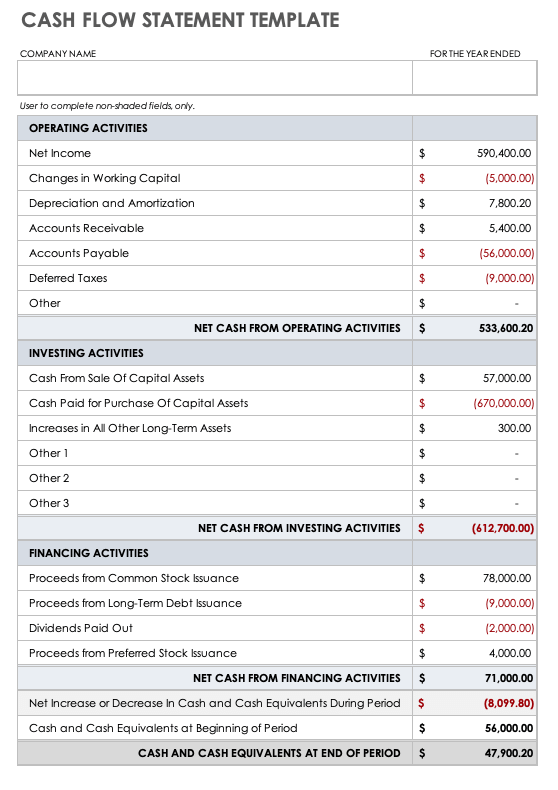 CASH FLOW STATEMENT TEMPLATE
COMPANY NAME FOR THE YEAR ENDED
User to complete non-shaded fields, only.
OPERATING ACTIVITIES
Net Income $ 590,400.00
Changes in Working Capital $ (5,000.00)
Depreciation and Amortization $ 7,800.20
Accounts Receivable $ 5,400.00
Accounts Payable $ (56,000.00)
Deferred Taxes $ (9,000.00)
Other $ -
NET CASH FROM OPERATING ACTIVITIES $ 533,600.20
INVESTING ACTIVITIES
Cash From Sale Of Capital Assets $ 57,000.00
Cash Paid for Purchase Of Capital Assets $ (670,000.00)
Increases in All Other Long-Term Assets $ 300.00
Other 1 $ -
Other 2 $ -
Other 3 $ -
NET CASH FROM INVESTING ACTIVITIES $ (612,700.00)
FINANCING ACTIVITIES
Proceeds from Common Stock Issuance $ 78,000.00
Proceeds from Long-Term Debt Issuance $ (9,000.00)
Dividends Paid Out $ (2,000.00)
Proceeds from Preferred Stock Issuance $ 4,000.00
NET CASH FROM FINANCING ACTIVITIES $ 71,000.00
Net Increase or Decrease In Cash and Cash Equivalents During Period $ (8,099.80)
Cash and Cash Equivalents at Beginning of Period $ 56,000.00
CASH AND CASH EQUIVALENTS AT END OF PERIOD $ 47,900.20